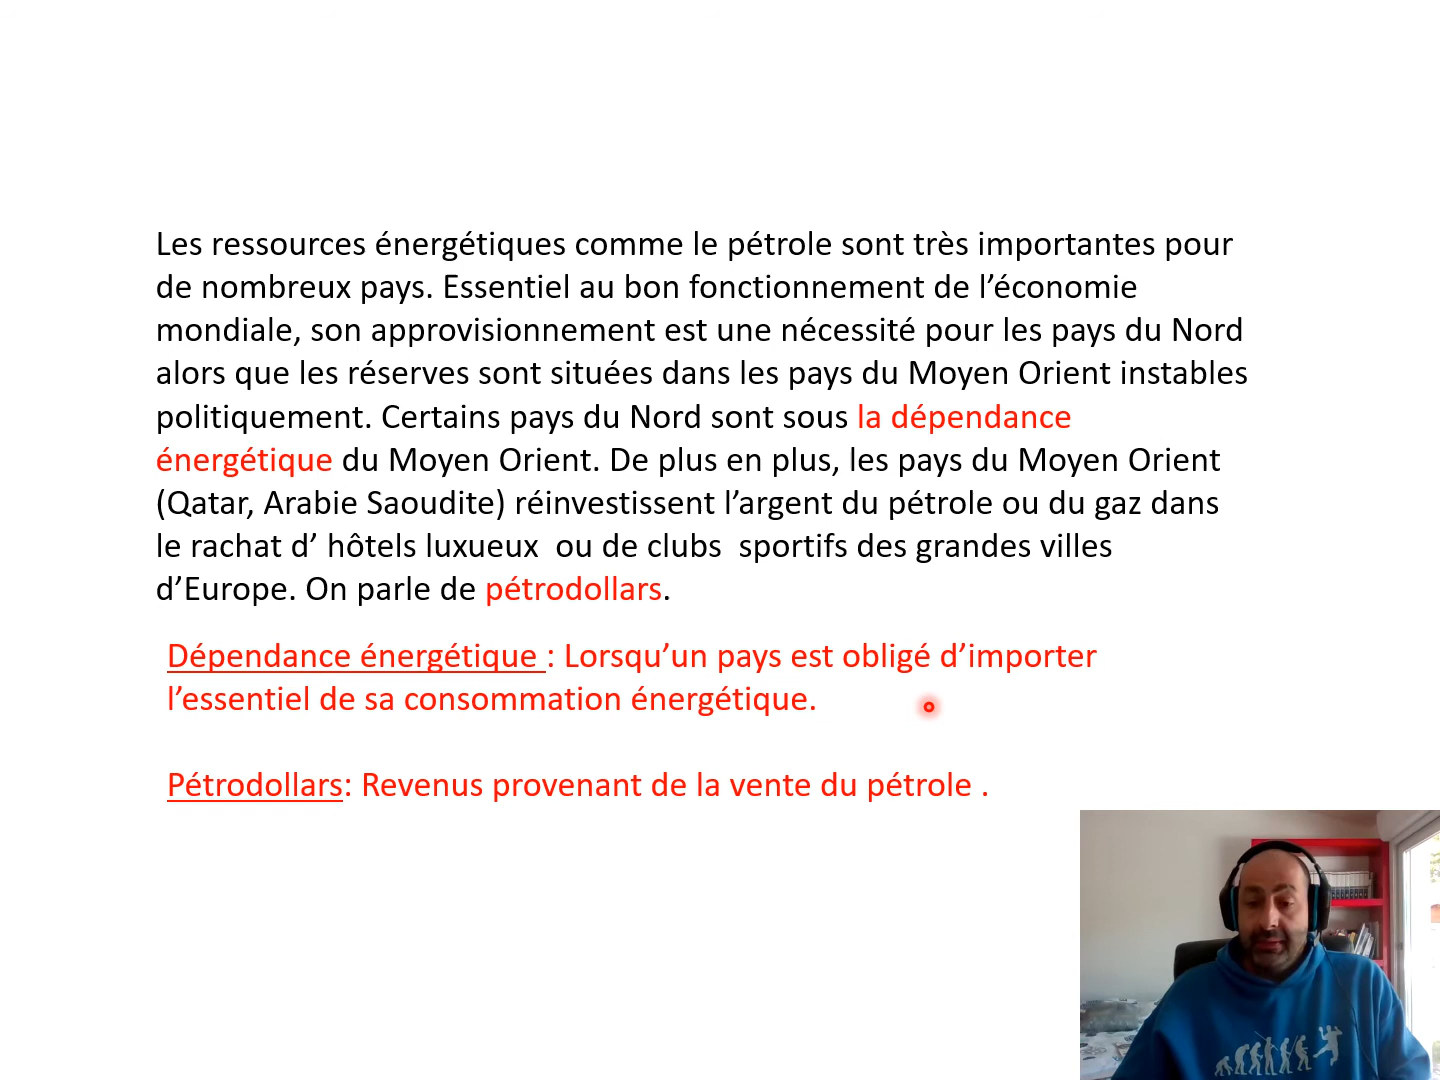 Les ressources énergétiques comme le pétrole sont très importantes pour
de nombreux pays. Essentiel au bon fonctionnement de l’économie
mondiale, son approvisionnement est une nécessité pour les pays du Nord
alors que les réserves sont situées dans les pays du Moyen Orient instables
politiquement. Certains pays du Nord sont sous la dépendance
énergétique du Moyen Orient. De plus en plus, les pays du Moyen Orient
(Qatar, Arabie Saoudite) réinvestissent l’argent du pétrole ou du gaz dans
le rachat d’ hôtels luxueux  ou de clubs  sportifs des grandes villes
d’Europe. On parle de pétrodollars.
Dépendance énergétique : Lorsqu’un pays est obligé d’importer
l’essentiel de sa consommation énergétique.
Pétrodollars: Revenus provenant de la vente du pétrole .